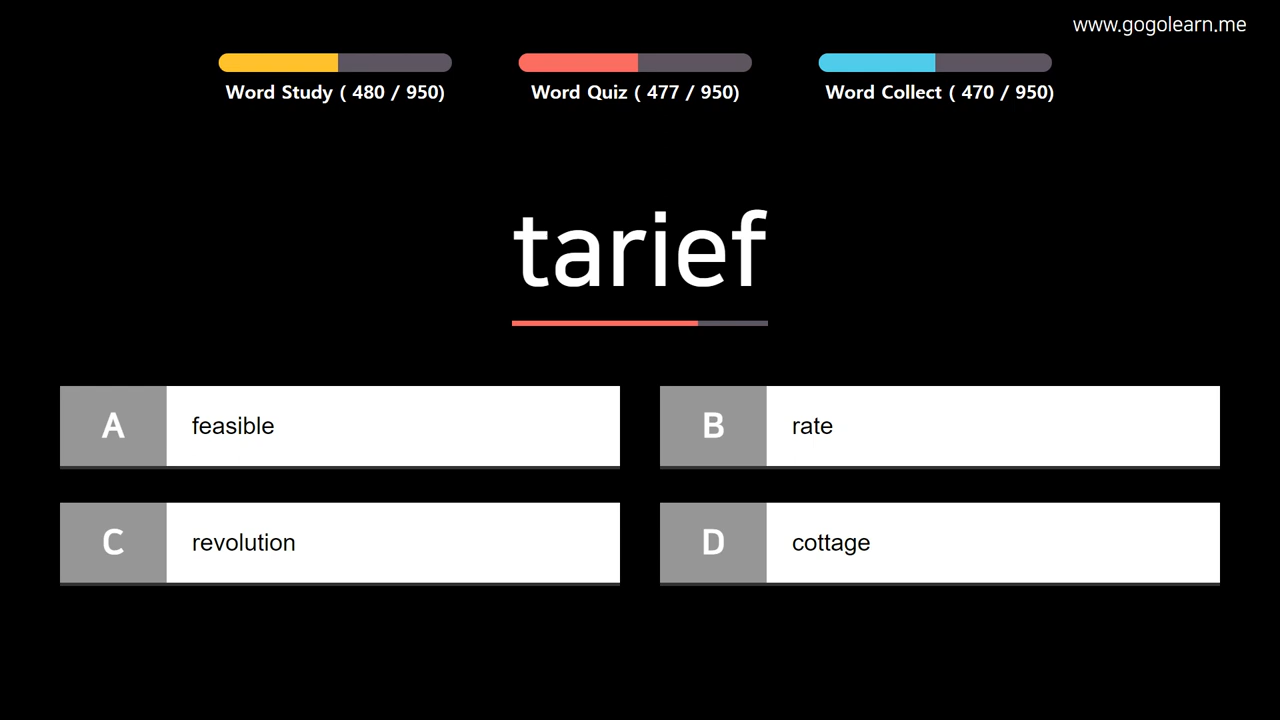 www.gogolearn.me
Word Study ( 480 / 950)
Word Quiz ( 477 / 950)
Word Collect ( 470 / 950)
tarief
A feasible
B rate
C revolution
D cottage